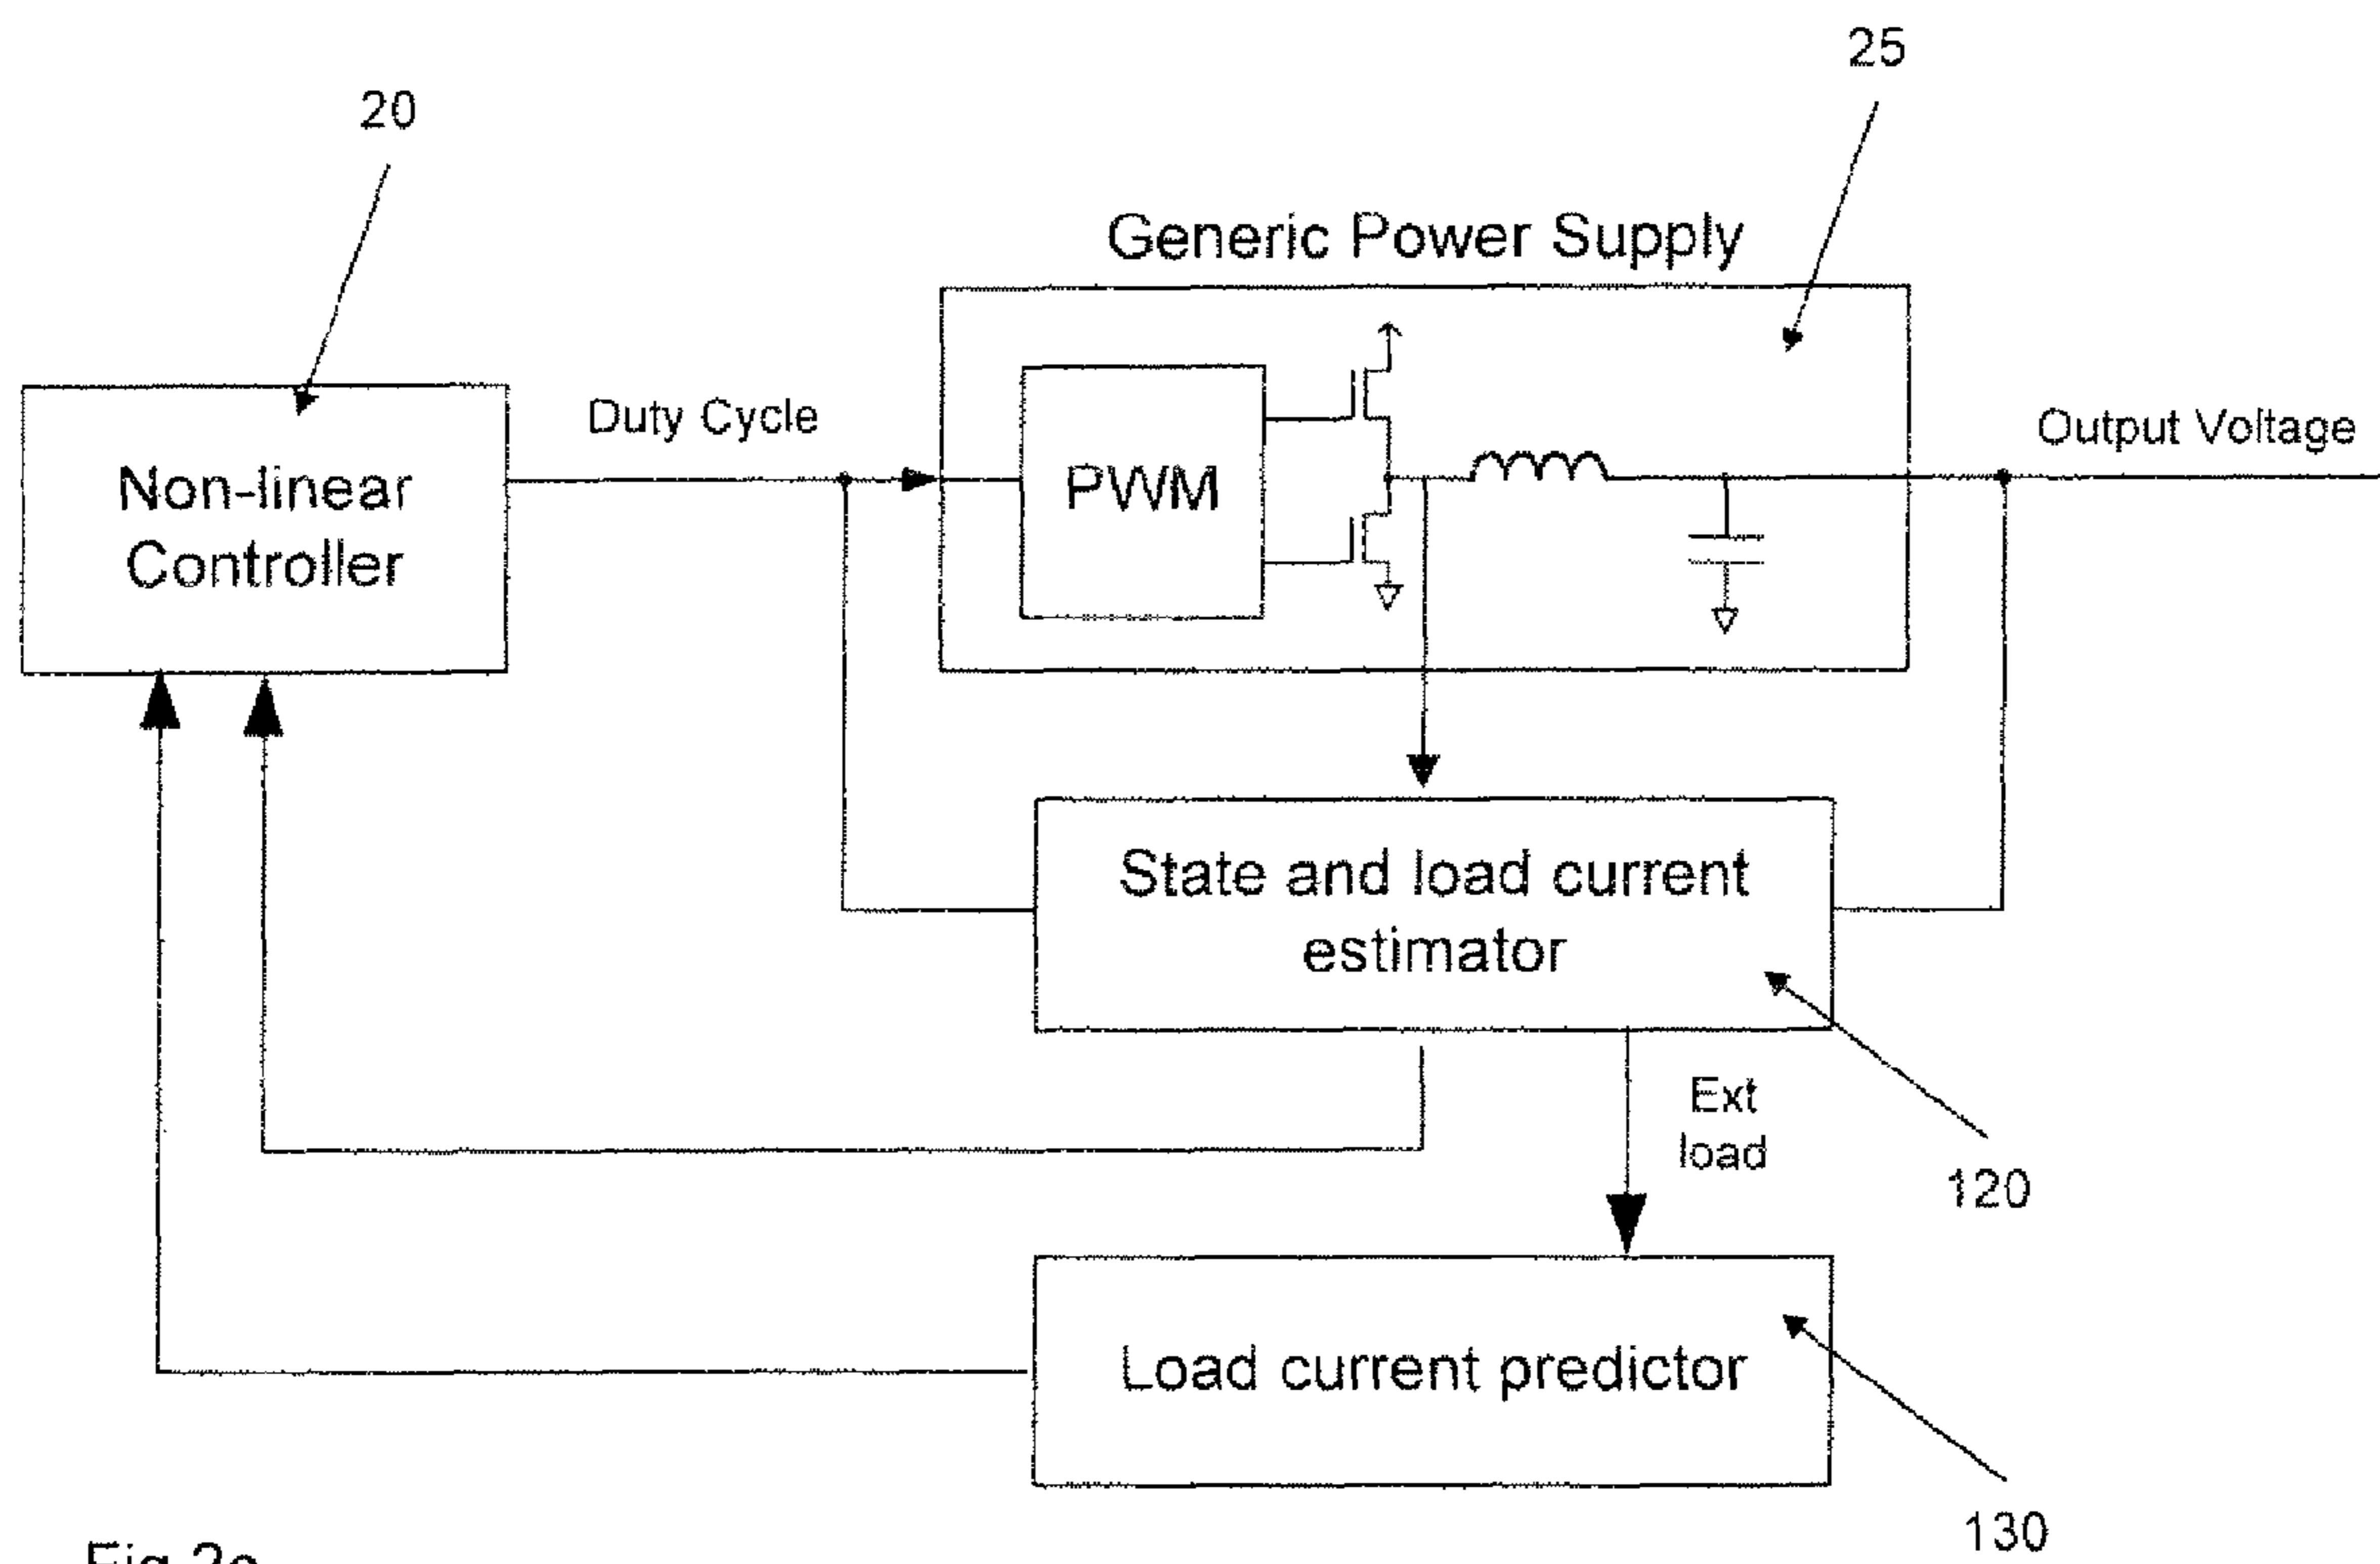 25
20
Generic Power Supply
Duty Cycle
Output Voltage
Non-linear
Controller
PWM
State and load current
estimator
Ext
load
120
Load current predictor
130